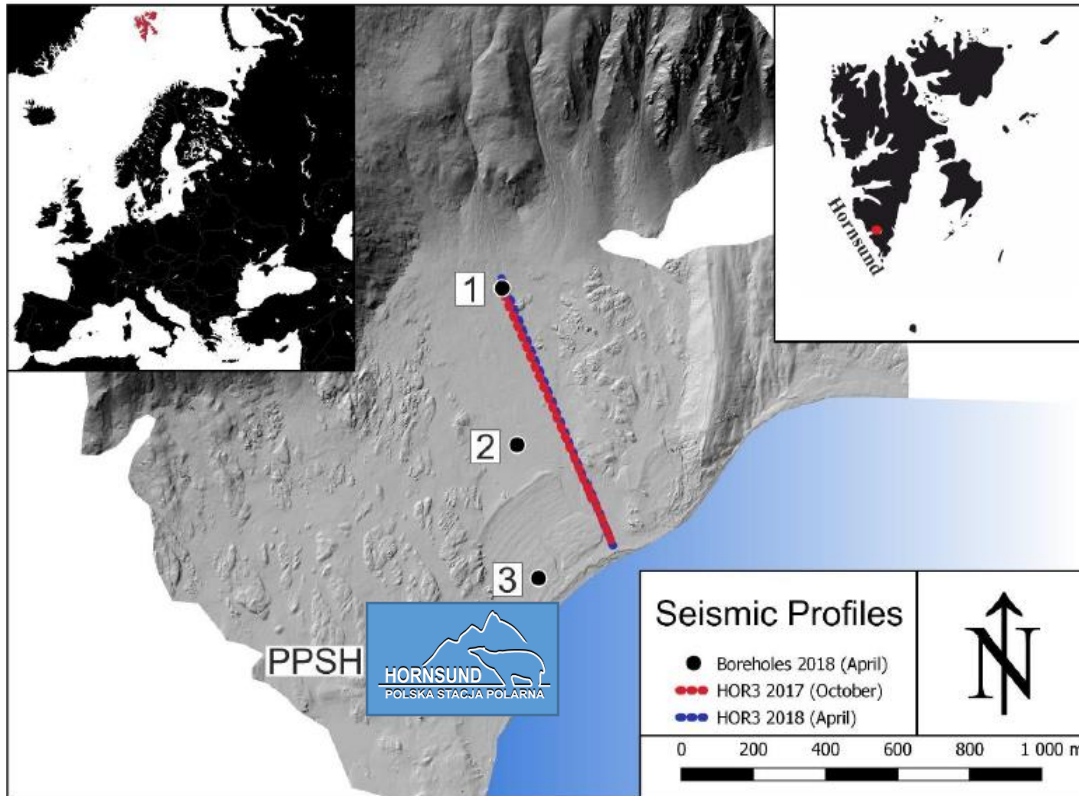 Hornsund
1
2
3
PPSH
HORNSUND
POLSKA STACJA POLARNA
Seismic Profiles
Boreholes 2018 (April)
HOR3 2017 (October)
HOR3 2018 (April)
N
0 200 400 600 800 1 000 m